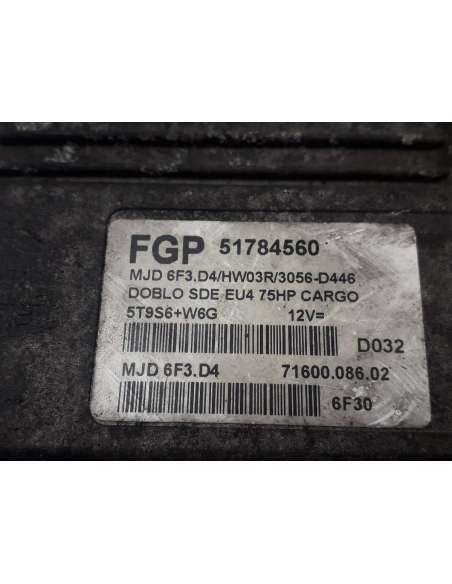 FGP 51784560
MJD 6F3.D4/HW03R/3056-D446
DOBLO SDE EU4 75HP CARGO
5T9S6+W6G 12V=
D032
MJD 6F3.D4 71600.086.02
6F30